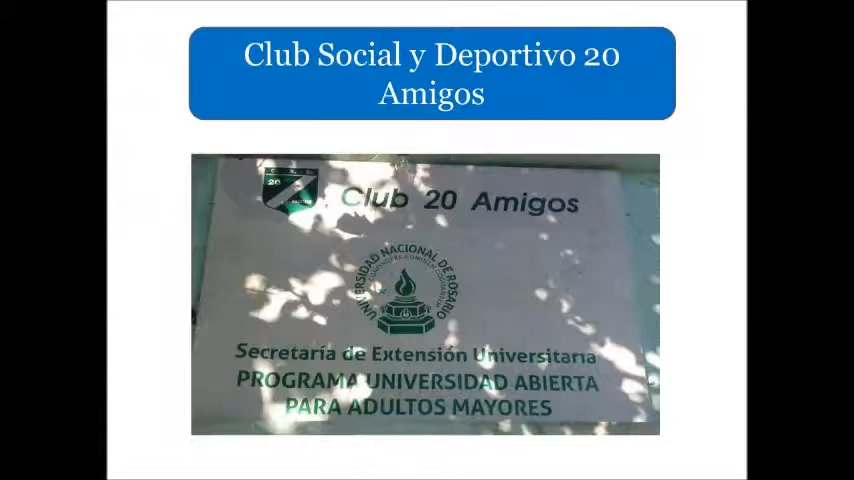 Club Social y Deportivo 20
Amigos
20
Club 20 Amigos
UNIVERSIDAD NACIONAL DE ROSARIO
Secretaría de Extensión Universitaria
PROGRAMA UNIVERSIDAD ABIERTA
PARA ADULTOS MAYORES